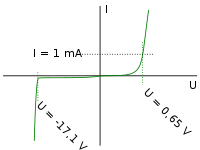 I
I = 1 mA
U
U = -17,1 V
U = 0,65 V